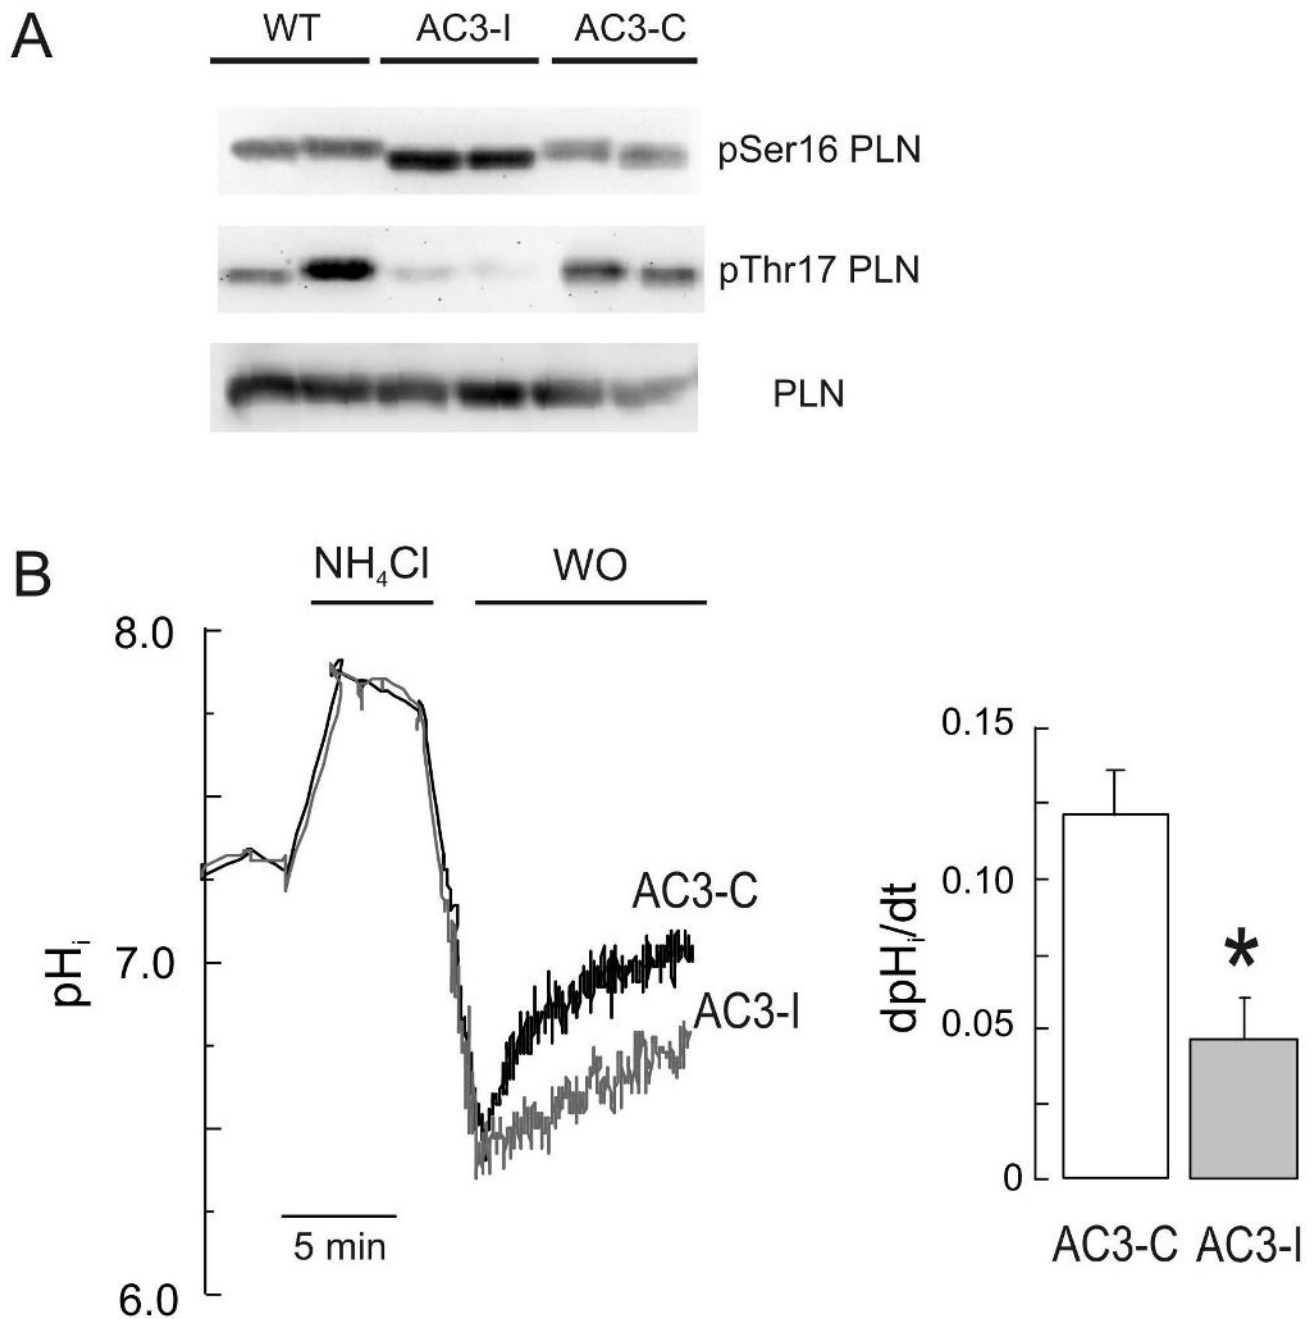 A
WT AC3-I AC3-C
pSer16 PLN
pThr17 PLN
PLN
B
NH₄Cl WO
8.0
7.0
6.0
pHᵢ
AC3-C
AC3-I
5 min
0.15
0.10
0.05
0
dpHᵢ/dt
*
AC3-C AC3-I